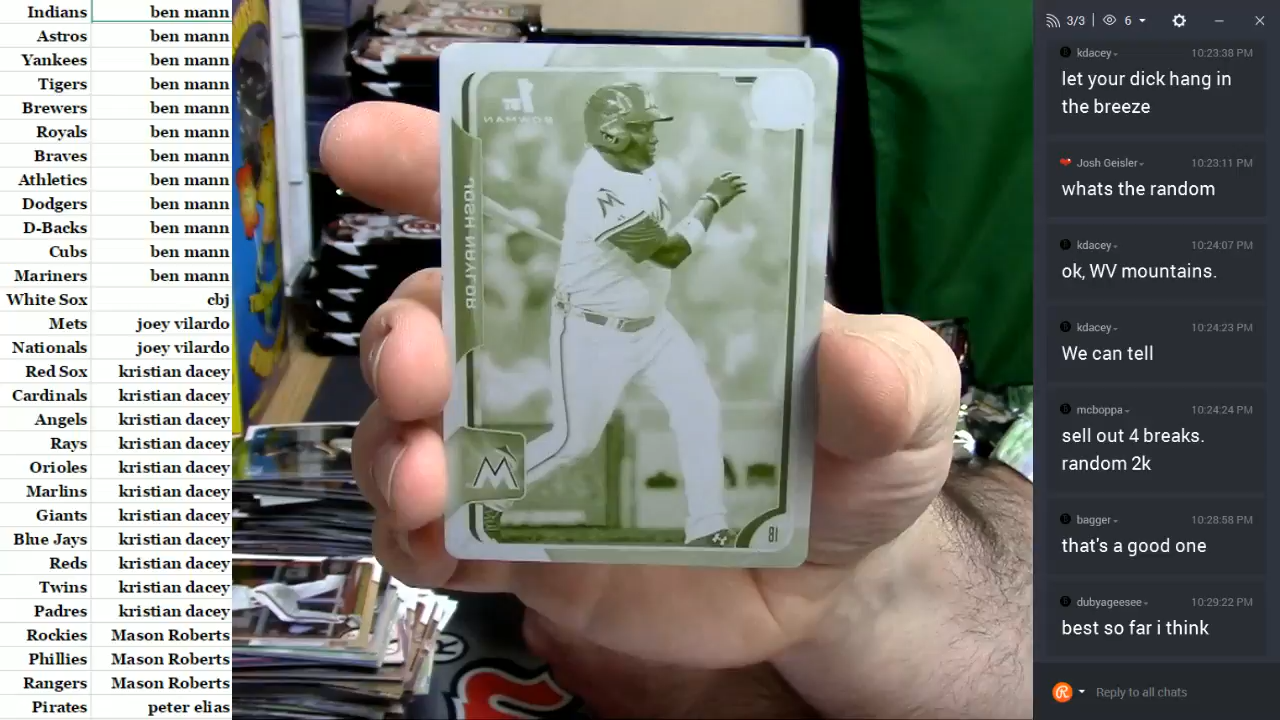 Indians ben mann
Astros ben mann
Yankees ben mann
Tigers ben mann
Brewers ben mann
Royals ben mann
Braves ben mann
Athletics ben mann
Dodgers ben mann
D-Backs ben mann
Cubs ben mann
Mariners ben mann
White Sox cbj
Mets joey vilardo
Nationals joey vilardo
Red Sox kristian dacey
Cardinals kristian dacey
Angels kristian dacey
Rays kristian dacey
Orioles kristian dacey
Marlins kristian dacey
Giants kristian dacey
Blue Jays kristian dacey
Reds kristian dacey
Twins kristian dacey
Padres kristian dacey
Rockies Mason Roberts
Phillies Mason Roberts
Rangers Mason Roberts
Pirates peter elias
1st
BOWMAN
JOSH NAYLOR
M
3/3 6
kdacey 10:23:38 PM
let your dick hang in
the breeze
Josh Geisler 10:23:11 PM
whats the random
kdacey 10:24:07 PM
ok, WV mountains.
kdacey 10:24:23 PM
We can tell
mcboppa 10:24:24 PM
sell out 4 breaks.
random 2k
bagger 10:28:58 PM
that's a good one
dubyageesee 10:29:22 PM
best so far i think
Reply to all chats